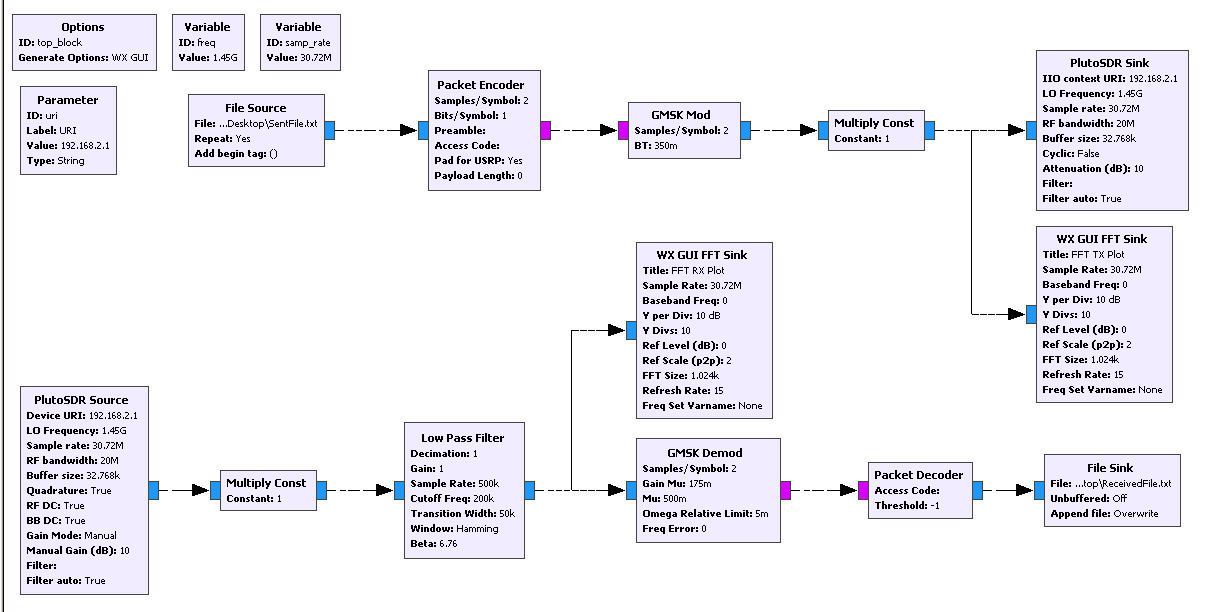 Options
ID: top_block
Generate Options: WX GUI
Variable
ID: freq
Value: 1.45G
Variable
ID: samp_rate
Value: 30.72M
Parameter
ID: uri
Label: URI
Value: 192.168.2.1
Type: String
File Source
File: ...Desktop\SentFile.txt
Repeat: Yes
Add begin tag: ()
Packet Encoder
Samples/Symbol: 2
Bits/Symbol: 1
Preamble:
Access Code:
Pad for USRP: Yes
Payload Length: 0
GMSK Mod
Samples/Symbol: 2
BT: 350m
Multiply Const
Constant: 1
PlutoSDR Sink
IIO context URI: 192.168.2.1
LO Frequency: 1.45G
Sample rate: 30.72M
RF bandwidth: 20M
Buffer size: 32.768k
Cyclic: False
Attenuation (dB): 10
Filter:
Filter auto: True
WX GUI FFT Sink
Title: FFT TX Plot
Sample Rate: 30.72M
Baseband Freq: 0
Y per Div: 10 dB
Y Divs: 10
Ref Level (dB): 0
Ref Scale (p2p): 2
FFT Size: 1.024k
Refresh Rate: 15
Freq Set Varname: None
WX GUI FFT Sink
Title: FFT RX Plot
Sample Rate: 30.72M
Baseband Freq: 0
Y per Div: 10 dB
Y Divs: 10
Ref Level (dB): 0
Ref Scale (p2p): 2
FFT Size: 1.024k
Refresh Rate: 15
Freq Set Varname: None
PlutoSDR Source
Device URI: 192.168.2.1
LO Frequency: 1.45G
Sample rate: 30.72M
RF bandwidth: 20M
Buffer size: 32.768k
Quadrature: True
RF DC: True
BB DC: True
Gain Mode: Manual
Manual Gain (dB): 10
Filter:
Filter auto: True
Multiply Const
Constant: 1
Low Pass Filter
Decimation: 1
Gain: 1
Sample Rate: 500k
Cutoff Freq: 200k
Transition Width: 50k
Window: Hamming
Beta: 6.76
GMSK Demod
Samples/Symbol: 2
Gain Mu: 175m
Mu: 500m
Omega Relative Limit: 5m
Freq Error: 0
Packet Decoder
Access Code:
Threshold: -1
File Sink
File: ...top\ReceivedFile.txt
Unbuffered: Off
Append file: Overwrite